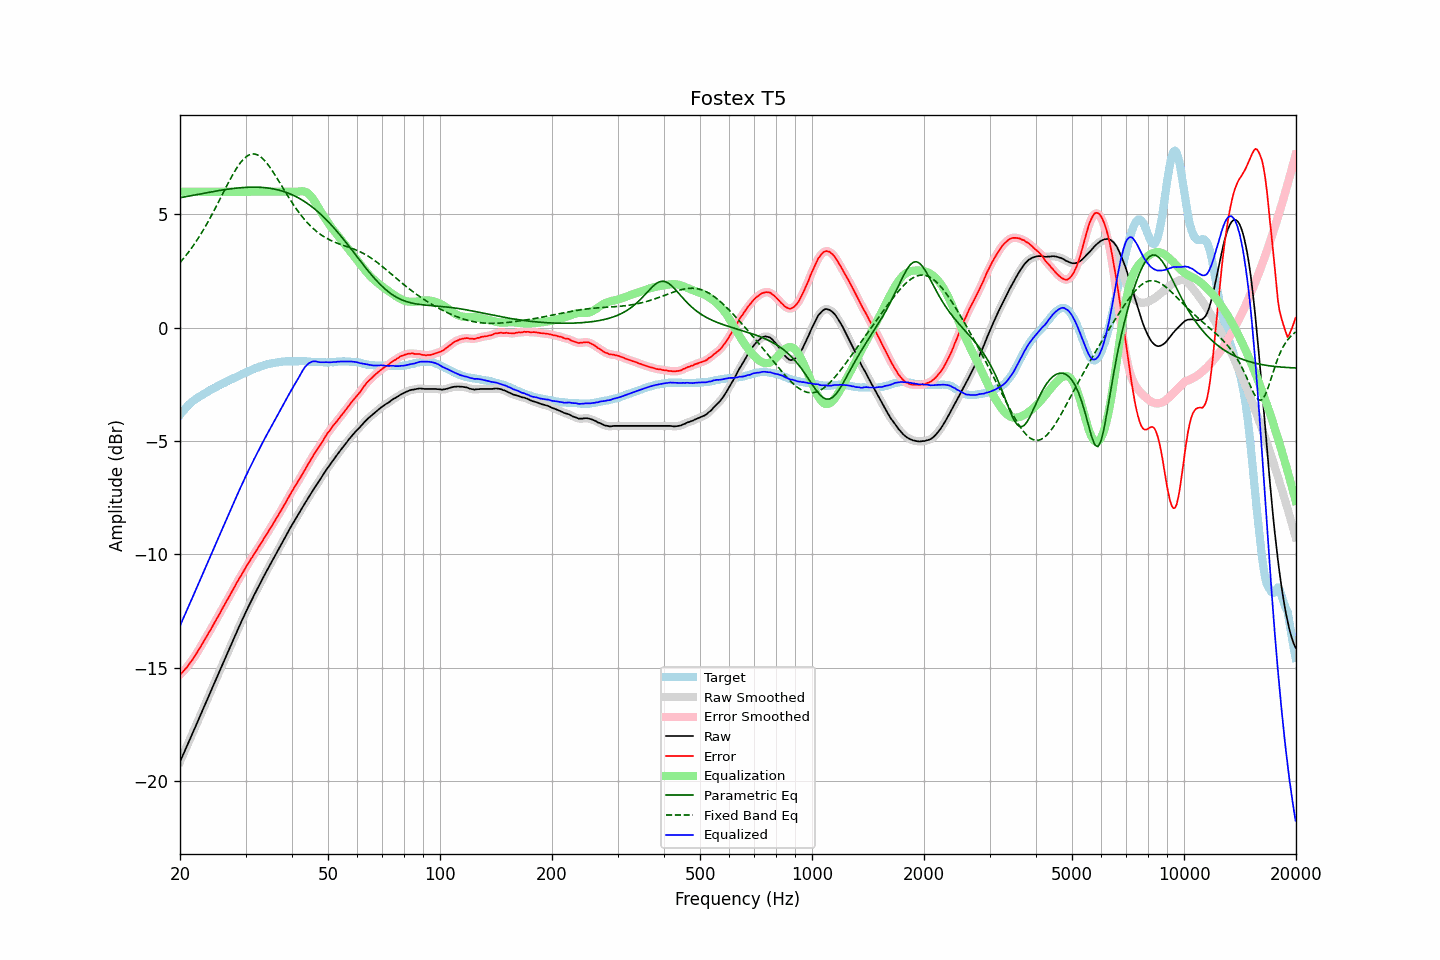 Fostex T5
Amplitude (dBr)
5
0
−5
−10
−15
−20
Target
Raw Smoothed
Error Smoothed
Raw
Error
Equalization
Parametric Eq
Fixed Band Eq
Equalized
20 50 100 200 500 1000 2000 5000 10000 20000
Frequency (Hz)